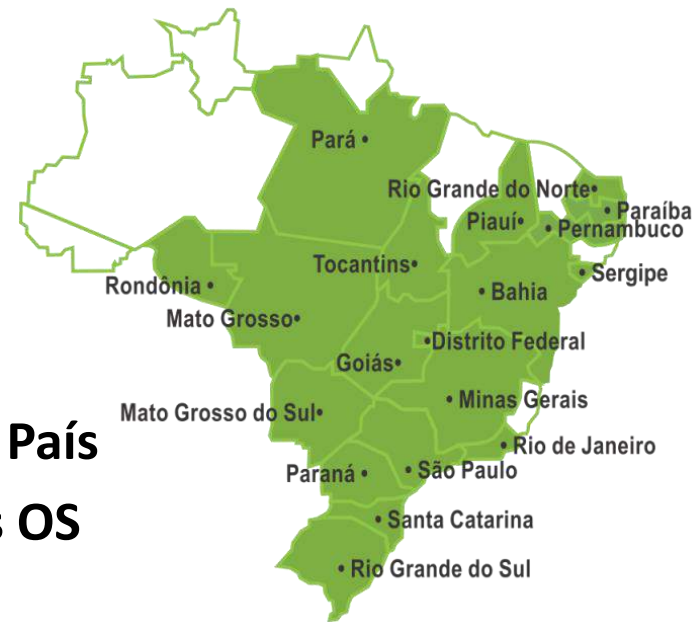 Pará
Rio Grande do Norte
Paraíba
Piauí
Pernambuco
Tocantins
Sergipe
Rondônia
Bahia
Mato Grosso
Distrito Federal
Goiás
Minas Gerais
Mato Grosso do Sul
País
Rio de Janeiro
Paraná
São Paulo
s OS
Santa Catarina
Rio Grande do Sul